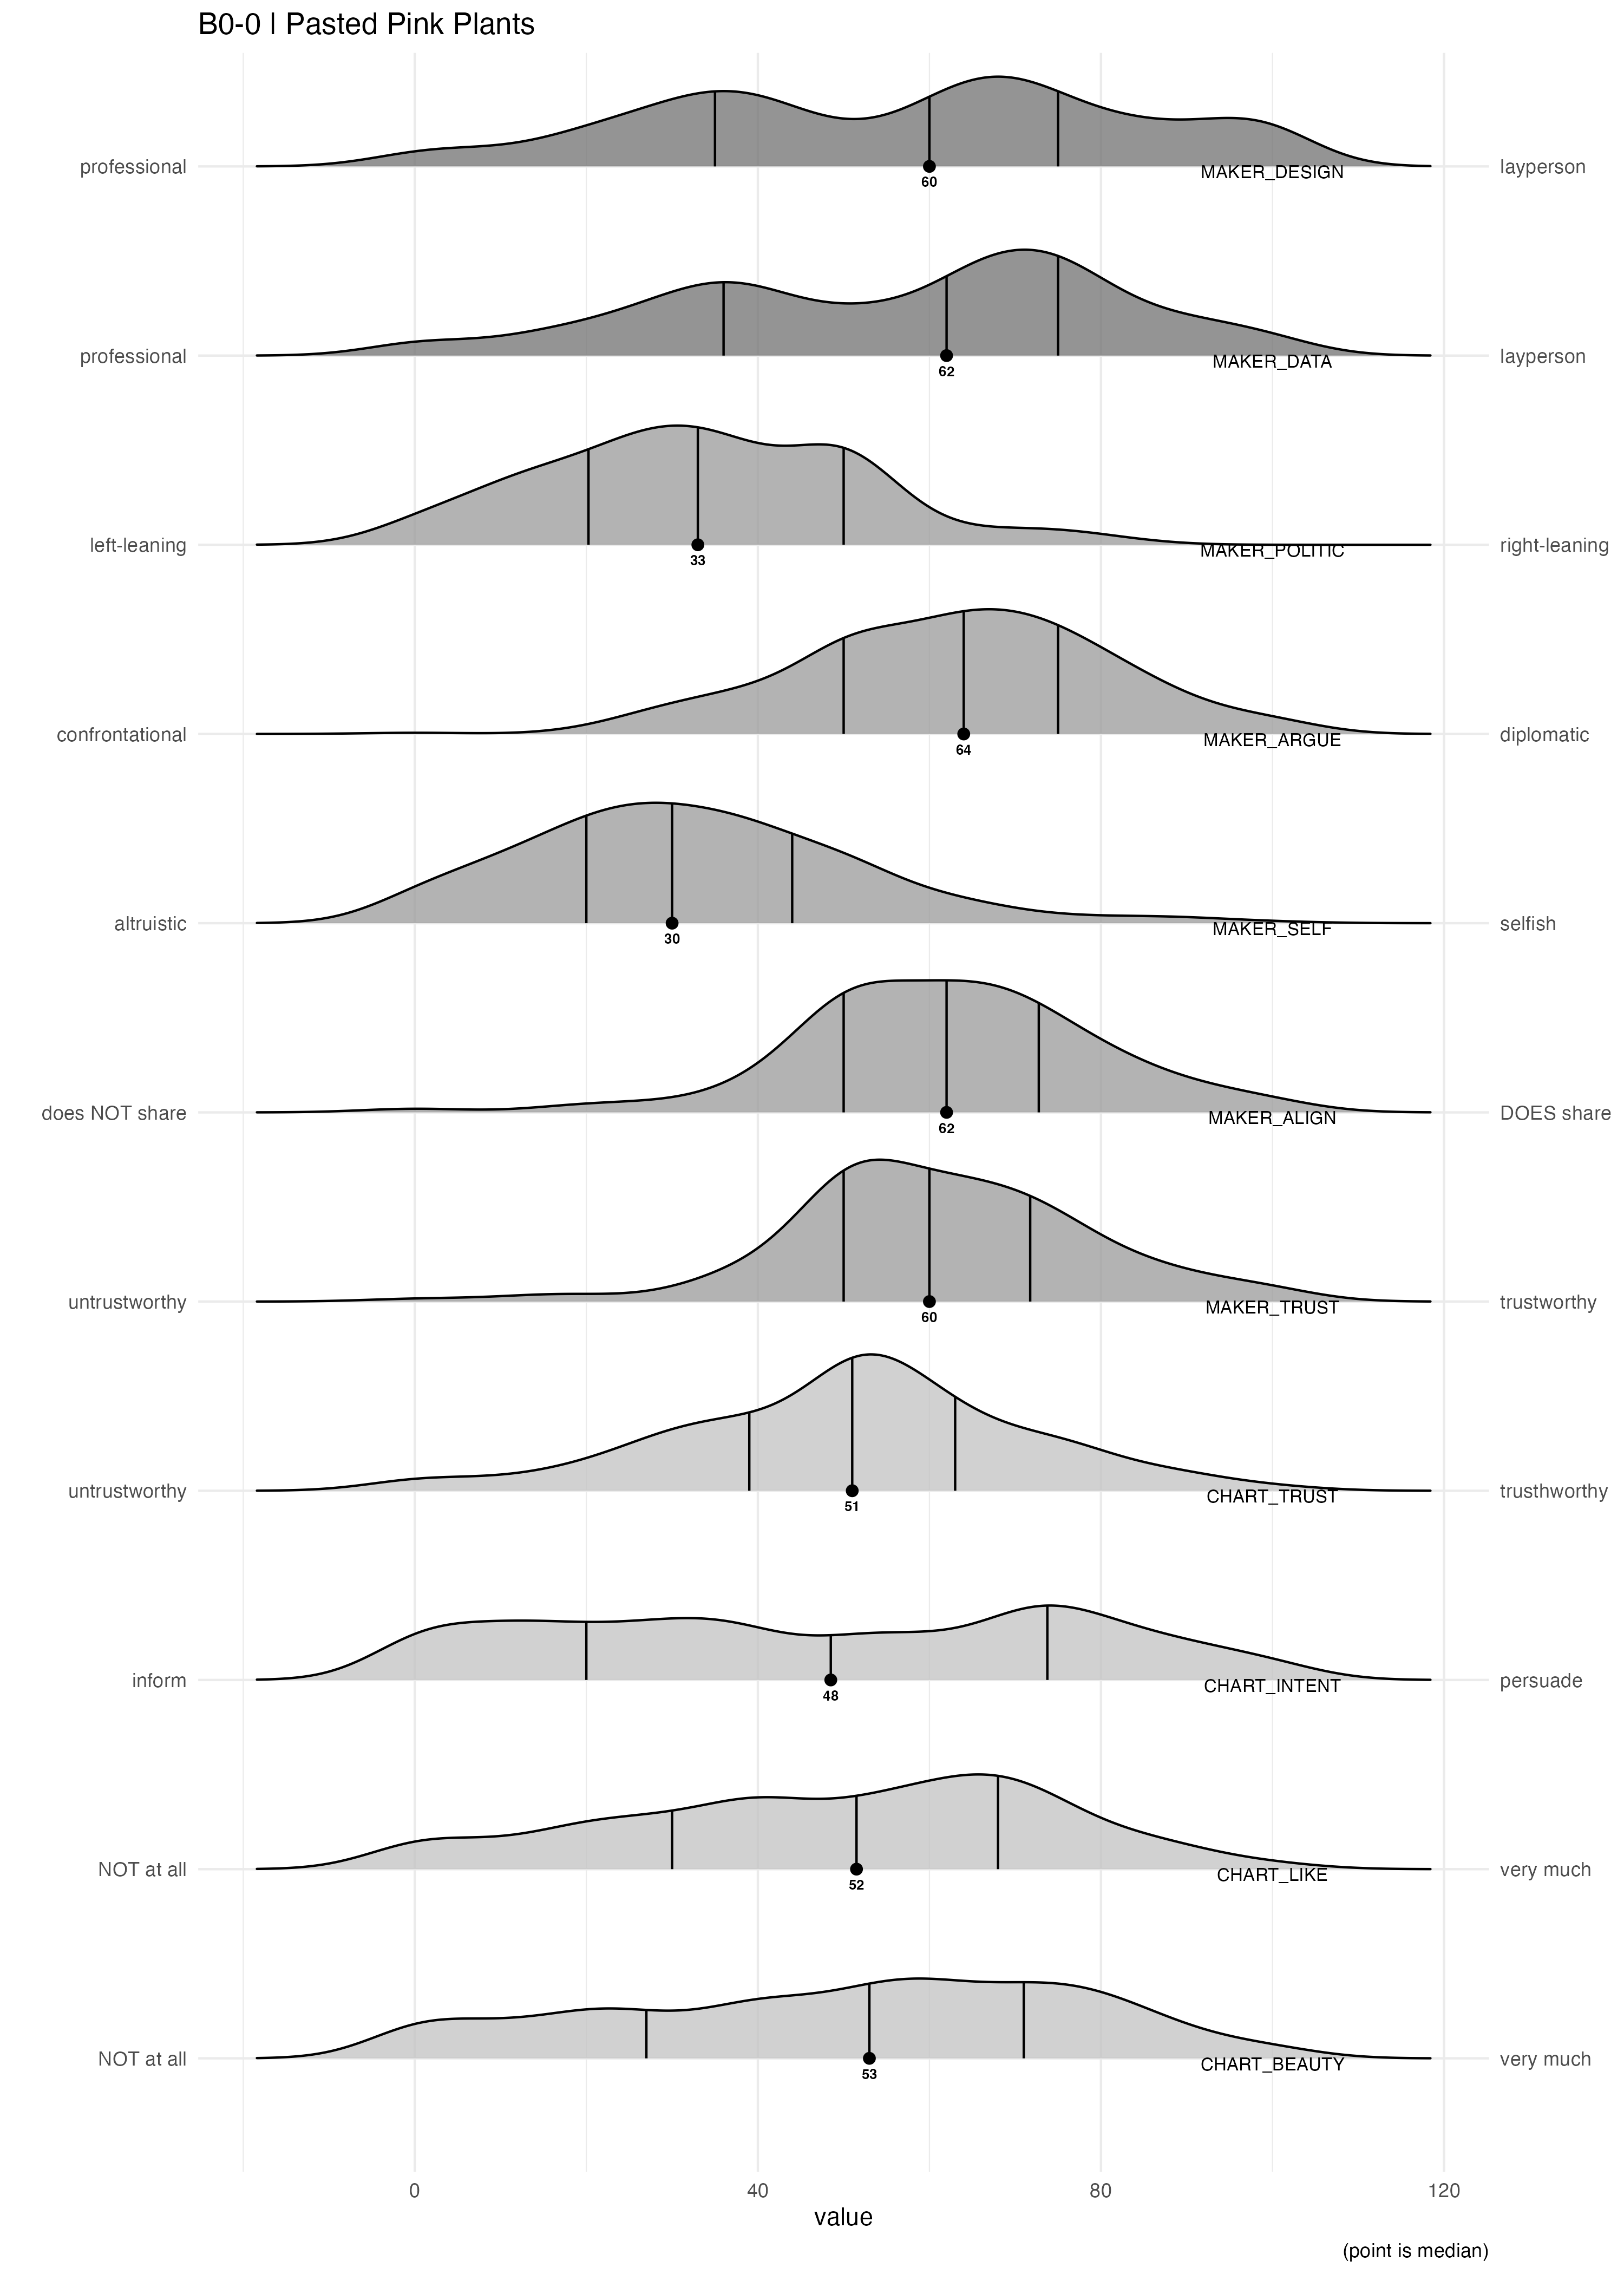 B0-0 | Pasted Pink Plants
professional MAKER_DESIGN layperson
60
professional MAKER_DATA layperson
62
left-leaning MAKER_POLITIC right-leaning
33
confrontational MAKER_ARGUE diplomatic
64
altruistic MAKER_SELF selfish
30
does NOT share MAKER_ALIGN DOES share
62
untrustworthy MAKER_TRUST trustworthy
60
untrustworthy CHART_TRUST trusthworthy
51
inform CHART_INTENT persuade
48
NOT at all CHART_LIKE very much
52
NOT at all CHART_BEAUTY very much
53
0 40 80 120
value
(point is median)